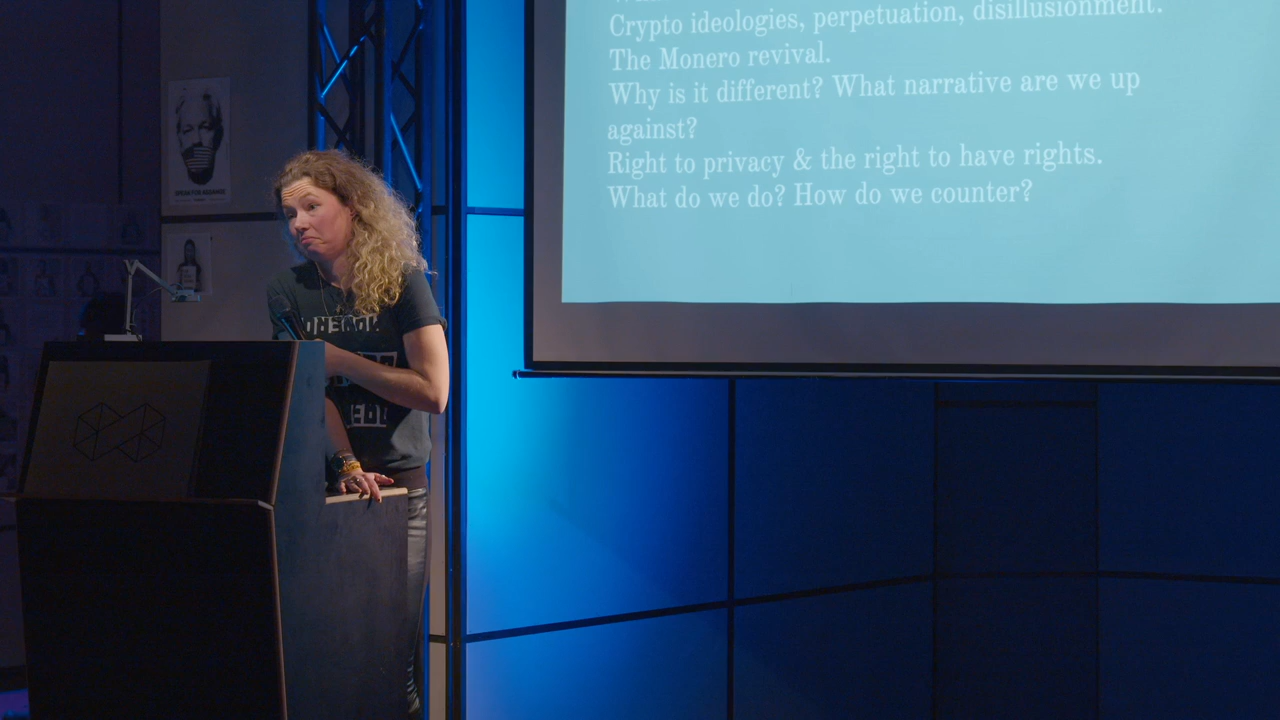 Crypto ideologies, perpetuation, disillusionment.
The Monero revival.
Why is it different? What narrative are we up
against?
Right to privacy & the right to have rights.
What do we do? How do we counter?